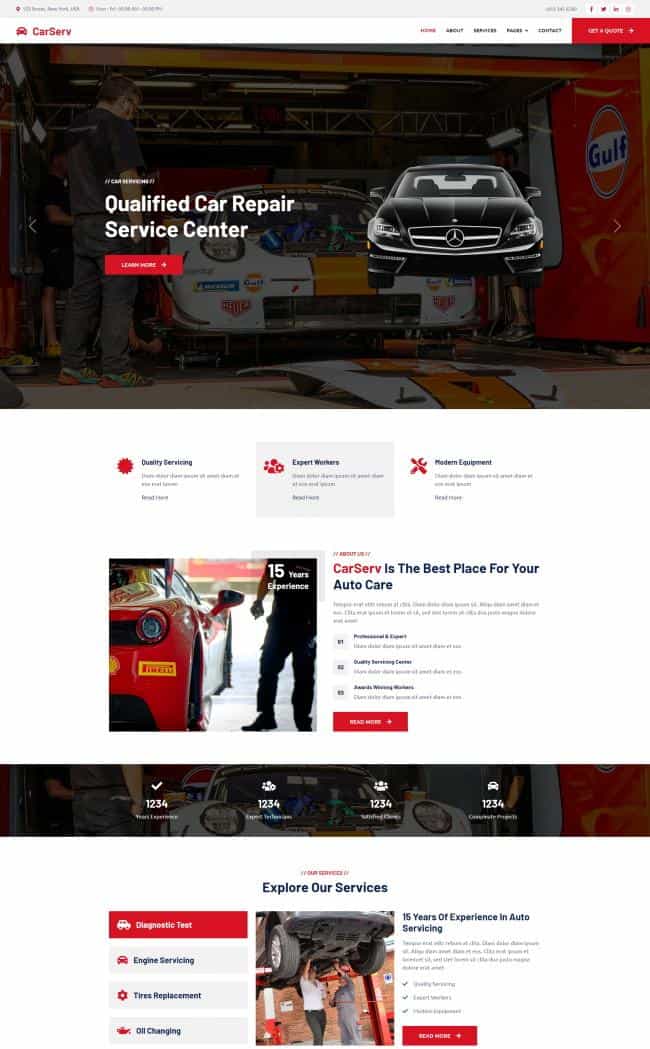 123 Street, New York, USA
Mon - Fri : 09.00 AM - 09.00 PM
+012 345 6789
CarServ
HOME ABOUT SERVICES PAGES CONTACT
GET A QUOTE
Gulf
// CAR SERVICING //
Qualified Car Repair
Service Center
LEARN MORE
MICHELIN
Gulf
HEUER
HEUER
Quality Servicing
Diam dolor diam ipsum sit amet diam et
eos erat ipsum
Read More
Expert Workers
Diam dolor diam ipsum sit amet diam et
eos erat ipsum
Read More
Modern Equipment
Diam dolor diam ipsum sit amet diam et
eos erat ipsum
Read More
15 Years
Experience
PIRELLI
// ABOUT US //
CarServ Is The Best Place For Your
Auto Care
Tempor erat elitr rebum at clita. Diam dolor diam ipsum sit. Aliqu diam amet diam et
eos. Clita erat ipsum et lorem et sit, sed stet lorem sit clita duo justo magna dolore
erat amet
01
Professional & Expert
Diam dolor diam ipsum sit amet diam et eos
02
Quality Servicing Center
Diam dolor diam ipsum sit amet diam et eos
03
Awards Winning Workers
Diam dolor diam ipsum sit amet diam et eos
READ MORE
1234
Years Experience
1234
Expert Technicians
1234
Satisfied Clients
1234
Compleate Projects
// OUR SERVICES //
Explore Our Services
Diagnostic Test
Engine Servicing
Tires Replacement
Oil Changing
15 Years Of Experience In Auto
Servicing
Tempor erat elitr rebum at clita. Diam dolor diam ipsum
sit. Aliqu diam amet diam et eos. Clita erat ipsum et
lorem et sit, sed stet lorem sit clita duo justo magna
dolore erat amet
Quality Servicing
Expert Workers
Modern Equipment
READ MORE